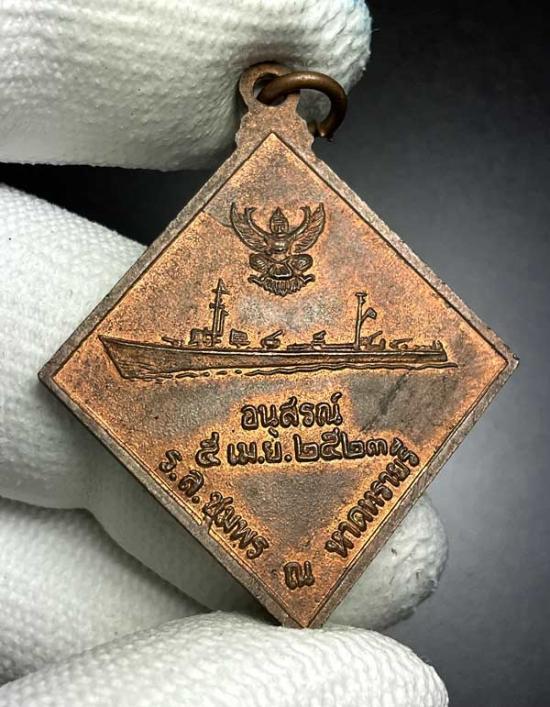 อนุสรณ์
๕ เม.ย. ๒๕๒๓
ร.ล.ชุมพร ณ หาดทรายรี